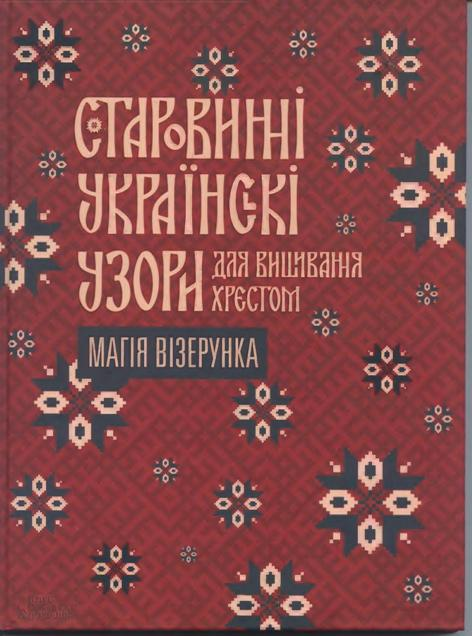 СТАРОВИННІ
УКРАЇНСЬКІ
УЗОРИ ДЛЯ ВИШИВАННЯ
ХРЕСТОМ
МАГІЯ ВІЗЕРУНКА